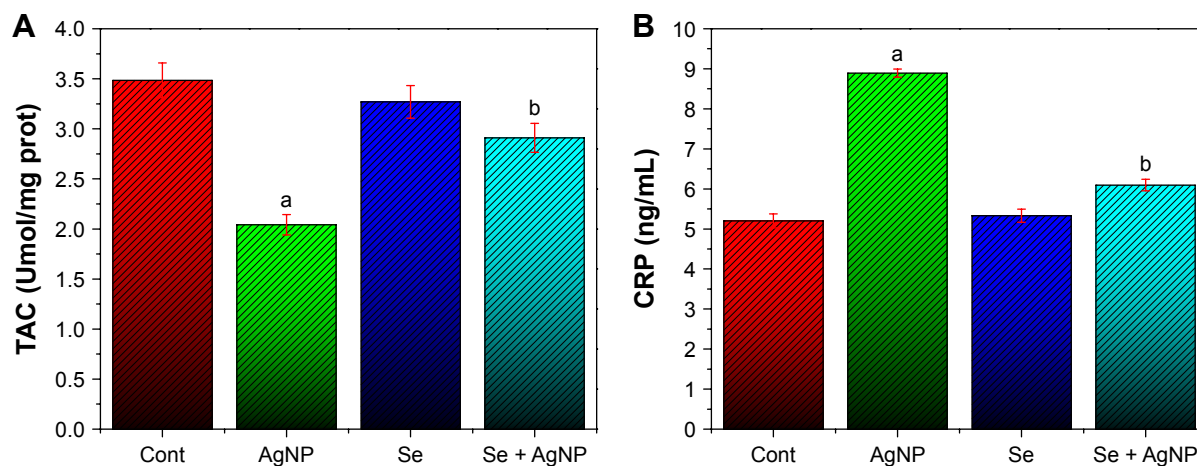 A
TAC (Umol/mg prot)
4.0
3.5
3.0
2.5
2.0
1.5
1.0
0.5
0.0
a
b
Cont AgNP Se Se + AgNP
B
CRP (ng/mL)
10
9
8
7
6
5
4
3
2
1
0
a
b
Cont AgNP Se Se + AgNP